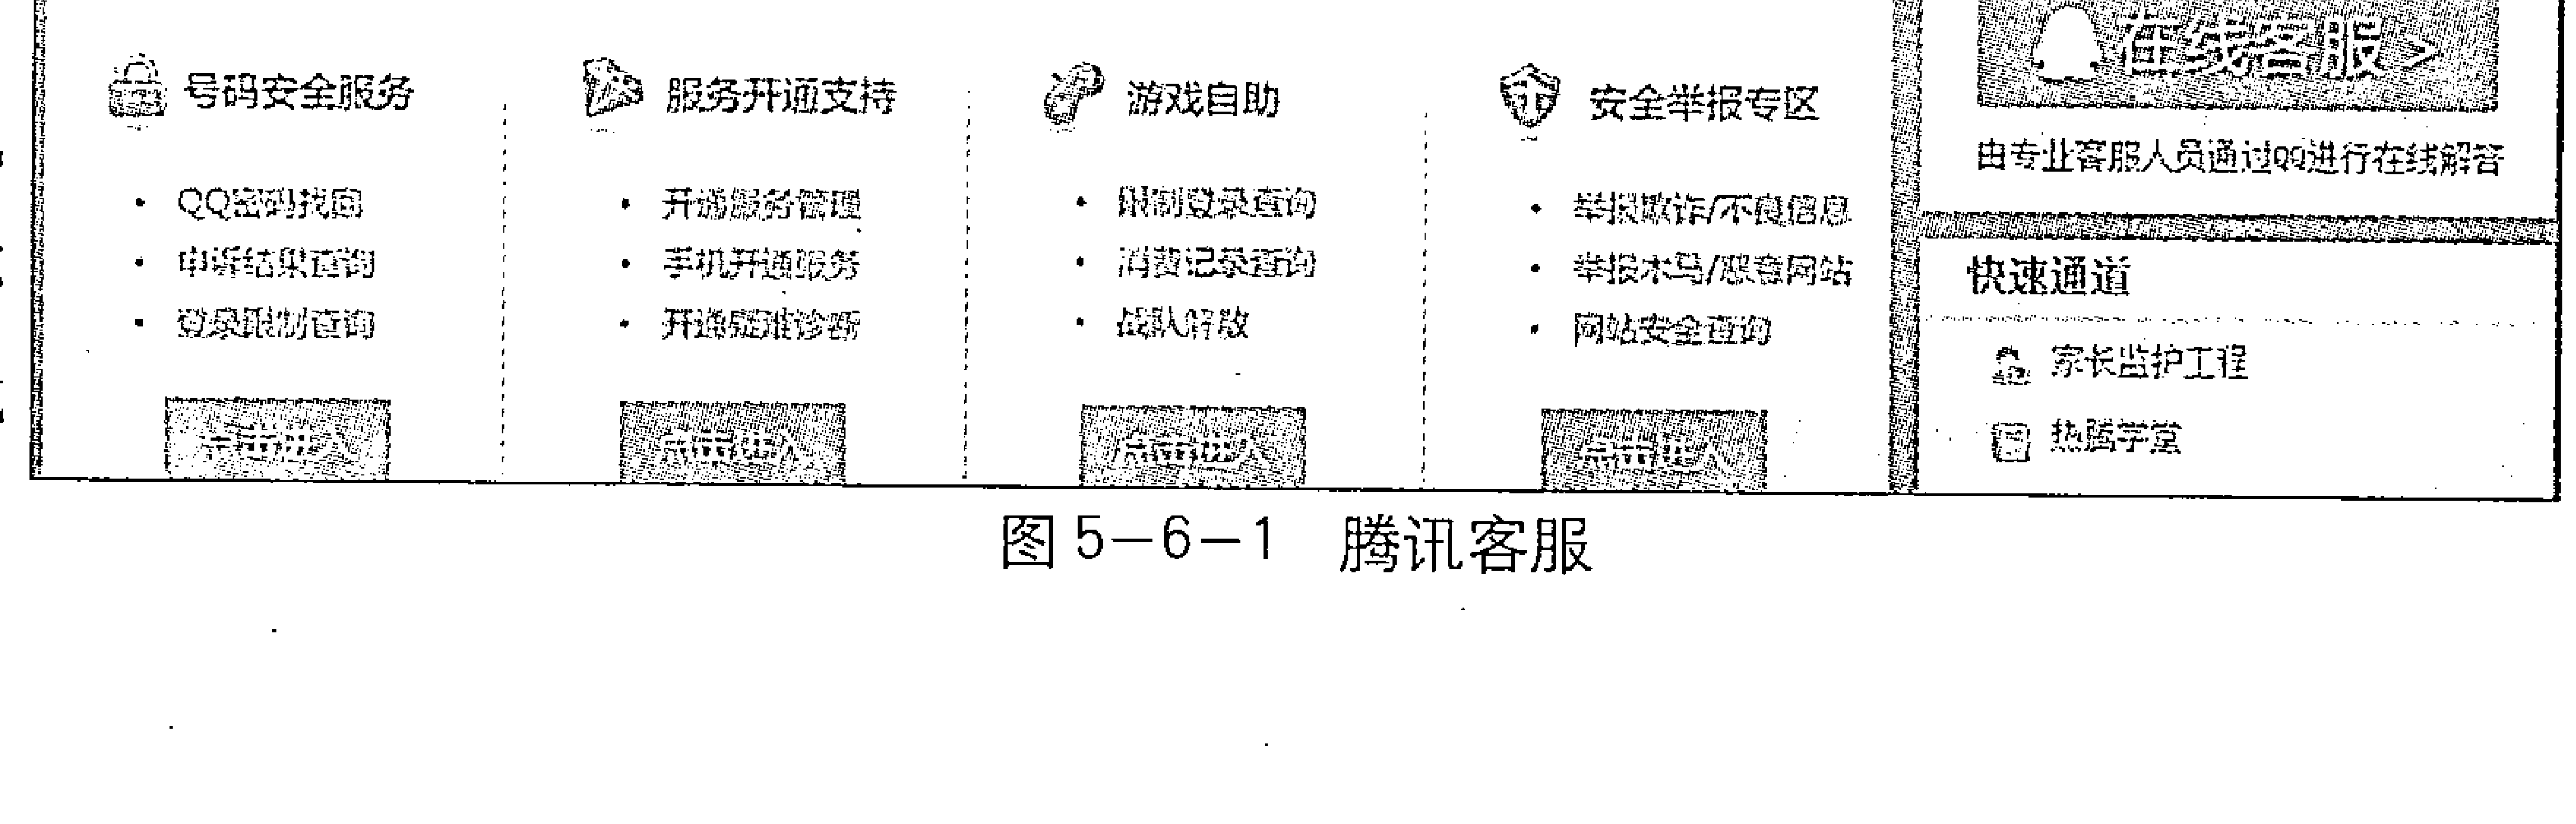 号码安全服务
QQ密码找回
申诉结果查询
登录限制查询
点击进入
服务开通支持
开通服务管理
手机开通服务
开通疑难诊断
点击进入
游戏自助
限制登录查询
消费记录查询
战队解散
点击进入
安全举报专区
举报欺诈/不良信息
举报木马/恶意网站
网站安全查询
点击进入
在线客服>
由专业客服人员通过QQ进行在线解答
快速通道
家长监护工程
热腾学堂
图5-6-1 腾讯客服